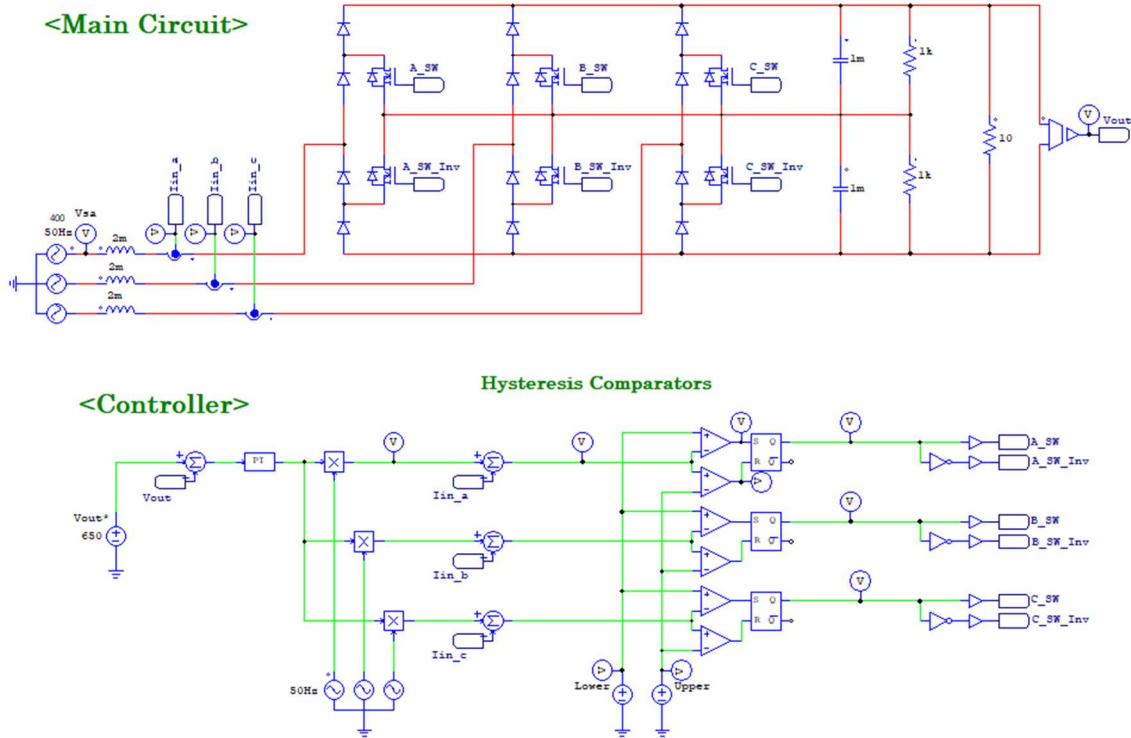 <Main Circuit>
A_SW
B_SW
C_SW
1m
1k
A_SW_Inv
B_SW_Inv
C_SW_Inv
1m
1k
10
V
Vout
Iin_a
Iin_b
Iin_c
400
50Hz
Vsa
V
V
V
V
2m
2m
2m
<Controller>
Hysteresis Comparators
Vout*
650
Vout
PI
V
V
Iin_a
Iin_b
Iin_c
50Hz
Lower
V
Upper
V
V
V
S Q
R Q
V
A_SW
A_SW_Inv
S Q
R Q
V
B_SW
B_SW_Inv
S Q
R Q
V
C_SW
C_SW_Inv